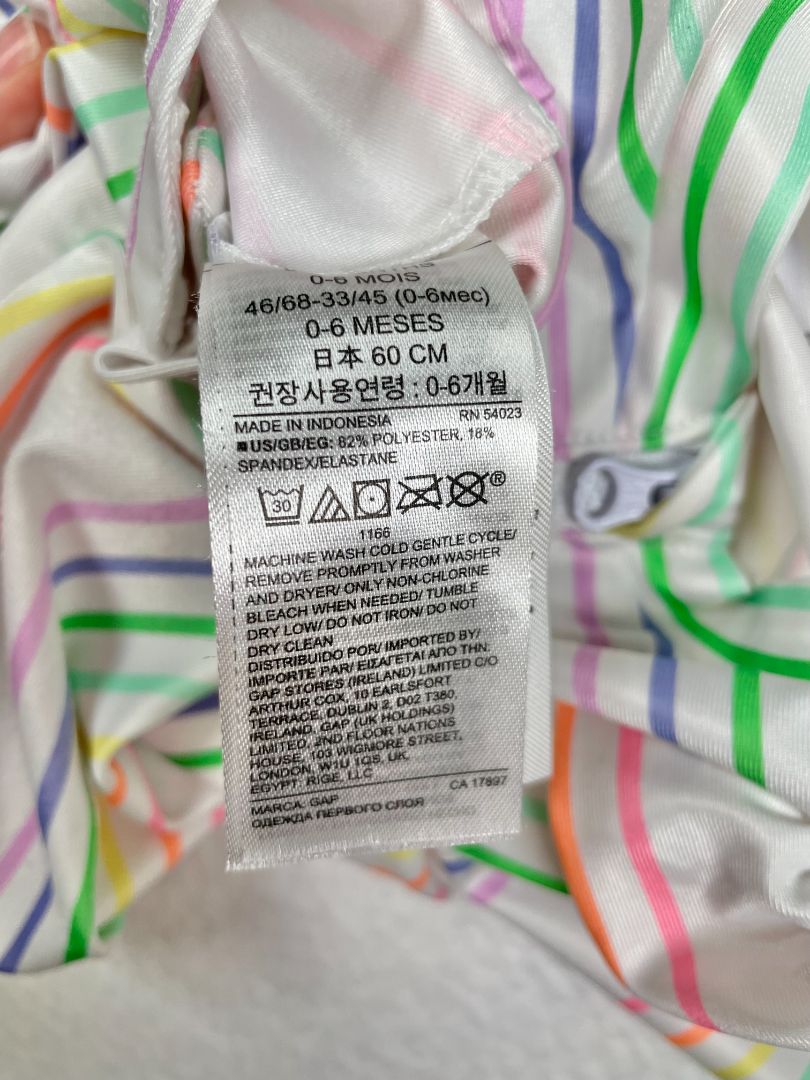 0-6 MOIS
46/68-33/45 (0-6мес)
0-6 MESES
日本 60 CM
권장사용연령 : 0-6개월
MADE IN INDONESIA RN 54023
US/GB/EG: 82% POLYESTER, 18%
SPANDEX/ELASTANE
30 ®
1166
MACHINE WASH COLD GENTLE CYCLE/
REMOVE PROMPTLY FROM WASHER
AND DRYER/ ONLY NON-CHLORINE
BLEACH WHEN NEEDED/ TUMBLE
DRY LOW/ DO NOT IRON/ DO NOT
DRY CLEAN
DISTRIBUIDO POR/ IMPORTED BY/
IMPORTE PAR/ ΕΙΣΑΓΕΤΑΙ ΑΠΟ ΤΗΝ:
GAP STORES (IRELAND) LIMITED C/O
ARTHUR COX, 10 EARLSFORT
TERRACE, DUBLIN 2, D02 T380,
IRELAND, GAP (UK HOLDINGS)
LIMITED, 2ND FLOOR NATIONS
HOUSE, 103 WIGMORE STREET,
LONDON, W1U 1QS, UK,
EGYPT: RIGE, LLC
CA 17897
MARCA: GAP
ОДЕЖДА ПЕРВОГО СЛОЯ